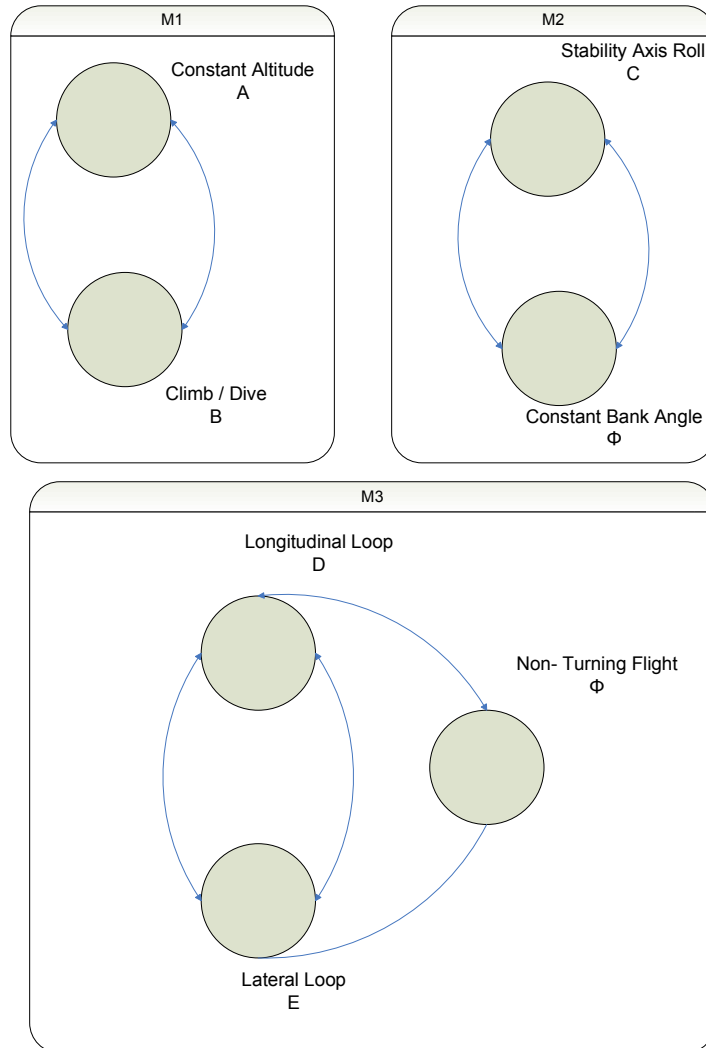 M1
Constant Altitude
A
Climb / Dive
B
M2
Stability Axis Roll
C
Constant Bank Angle
Φ
M3
Longitudinal Loop
D
Non- Turning Flight
Φ
Lateral Loop
E